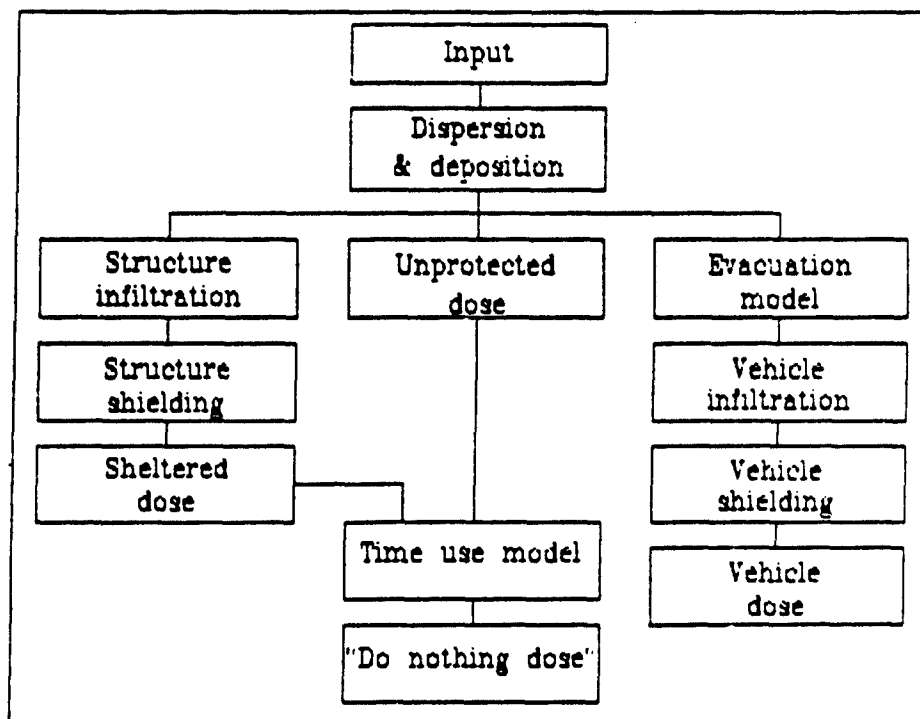 Input
Dispersion
& deposition
Structure
infiltration
Unprotected
dose
Evacuation
model
Structure
shielding
Vehicle
infiltration
Sheltered
dose
Vehicle
shielding
Time use model
Vehicle
dose
"Do nothing dose"